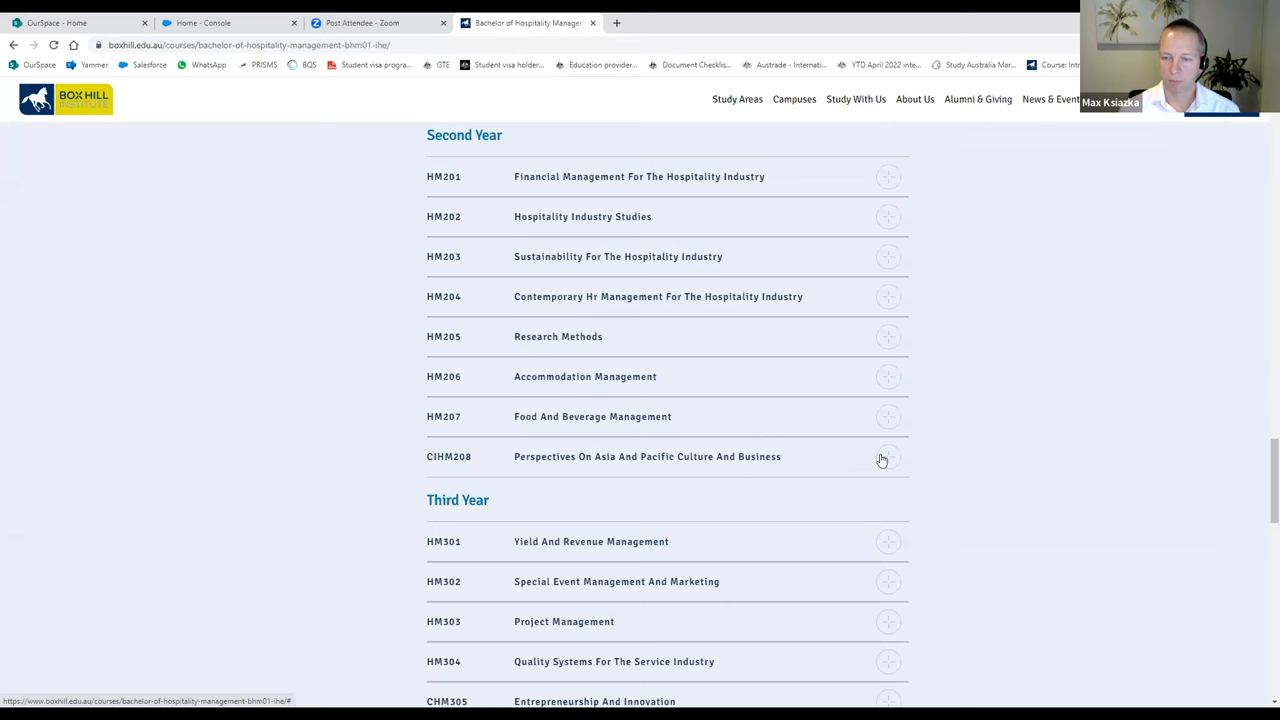 OurSpace - Home
Home - Console
Post Attendee - Zoom
Bachelor of Hospitality Managem
boxhill.edu.au/courses/bachelor-of-hospitality-management-bhm01-ihe/
OurSpace
Yammer
Salesforce
WhatsApp
PRISMS
BQS
Student visa progra...
GTE
Student visa holder...
Education provider...
Document Checklist...
Austrade - Internati...
YTD April 2022 inte...
Study Australia Mar...
Course: Int
BOX HILL
INSTITUTE
Study Areas
Campuses
Study With Us
About Us
Alumni & Giving
News & Event
Max Ksiazka
Second Year
HM201 Financial Management For The Hospitality Industry
HM202 Hospitality Industry Studies
HM203 Sustainability For The Hospitality Industry
HM204 Contemporary Hr Management For The Hospitality Industry
HM205 Research Methods
HM206 Accommodation Management
HM207 Food And Beverage Management
CIHM208 Perspectives On Asia And Pacific Culture And Business
Third Year
HM301 Yield And Revenue Management
HM302 Special Event Management And Marketing
HM303 Project Management
HM304 Quality Systems For The Service Industry
CHM305 Entrepreneurship And Innovation
https://www.boxhill.edu.au/courses/bachelor-of-hospitality-management-bhm01-ihe/#